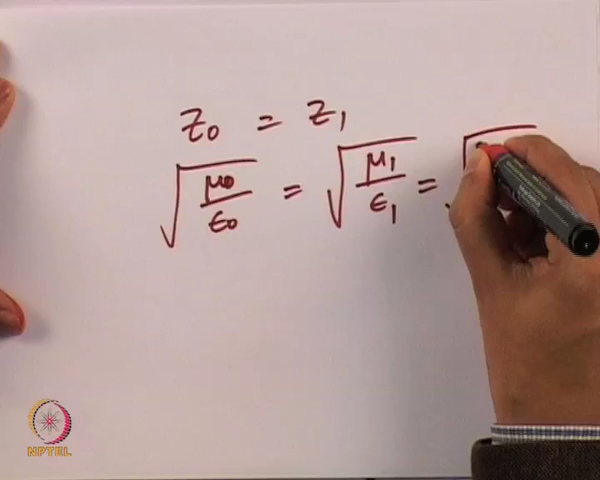 Z₀ = Z₁
√(μ₀/ε₀) = √(μ₁/ε₁) = √
NPTEL